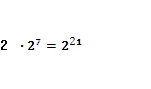 2 · 2⁷ = 2²¹